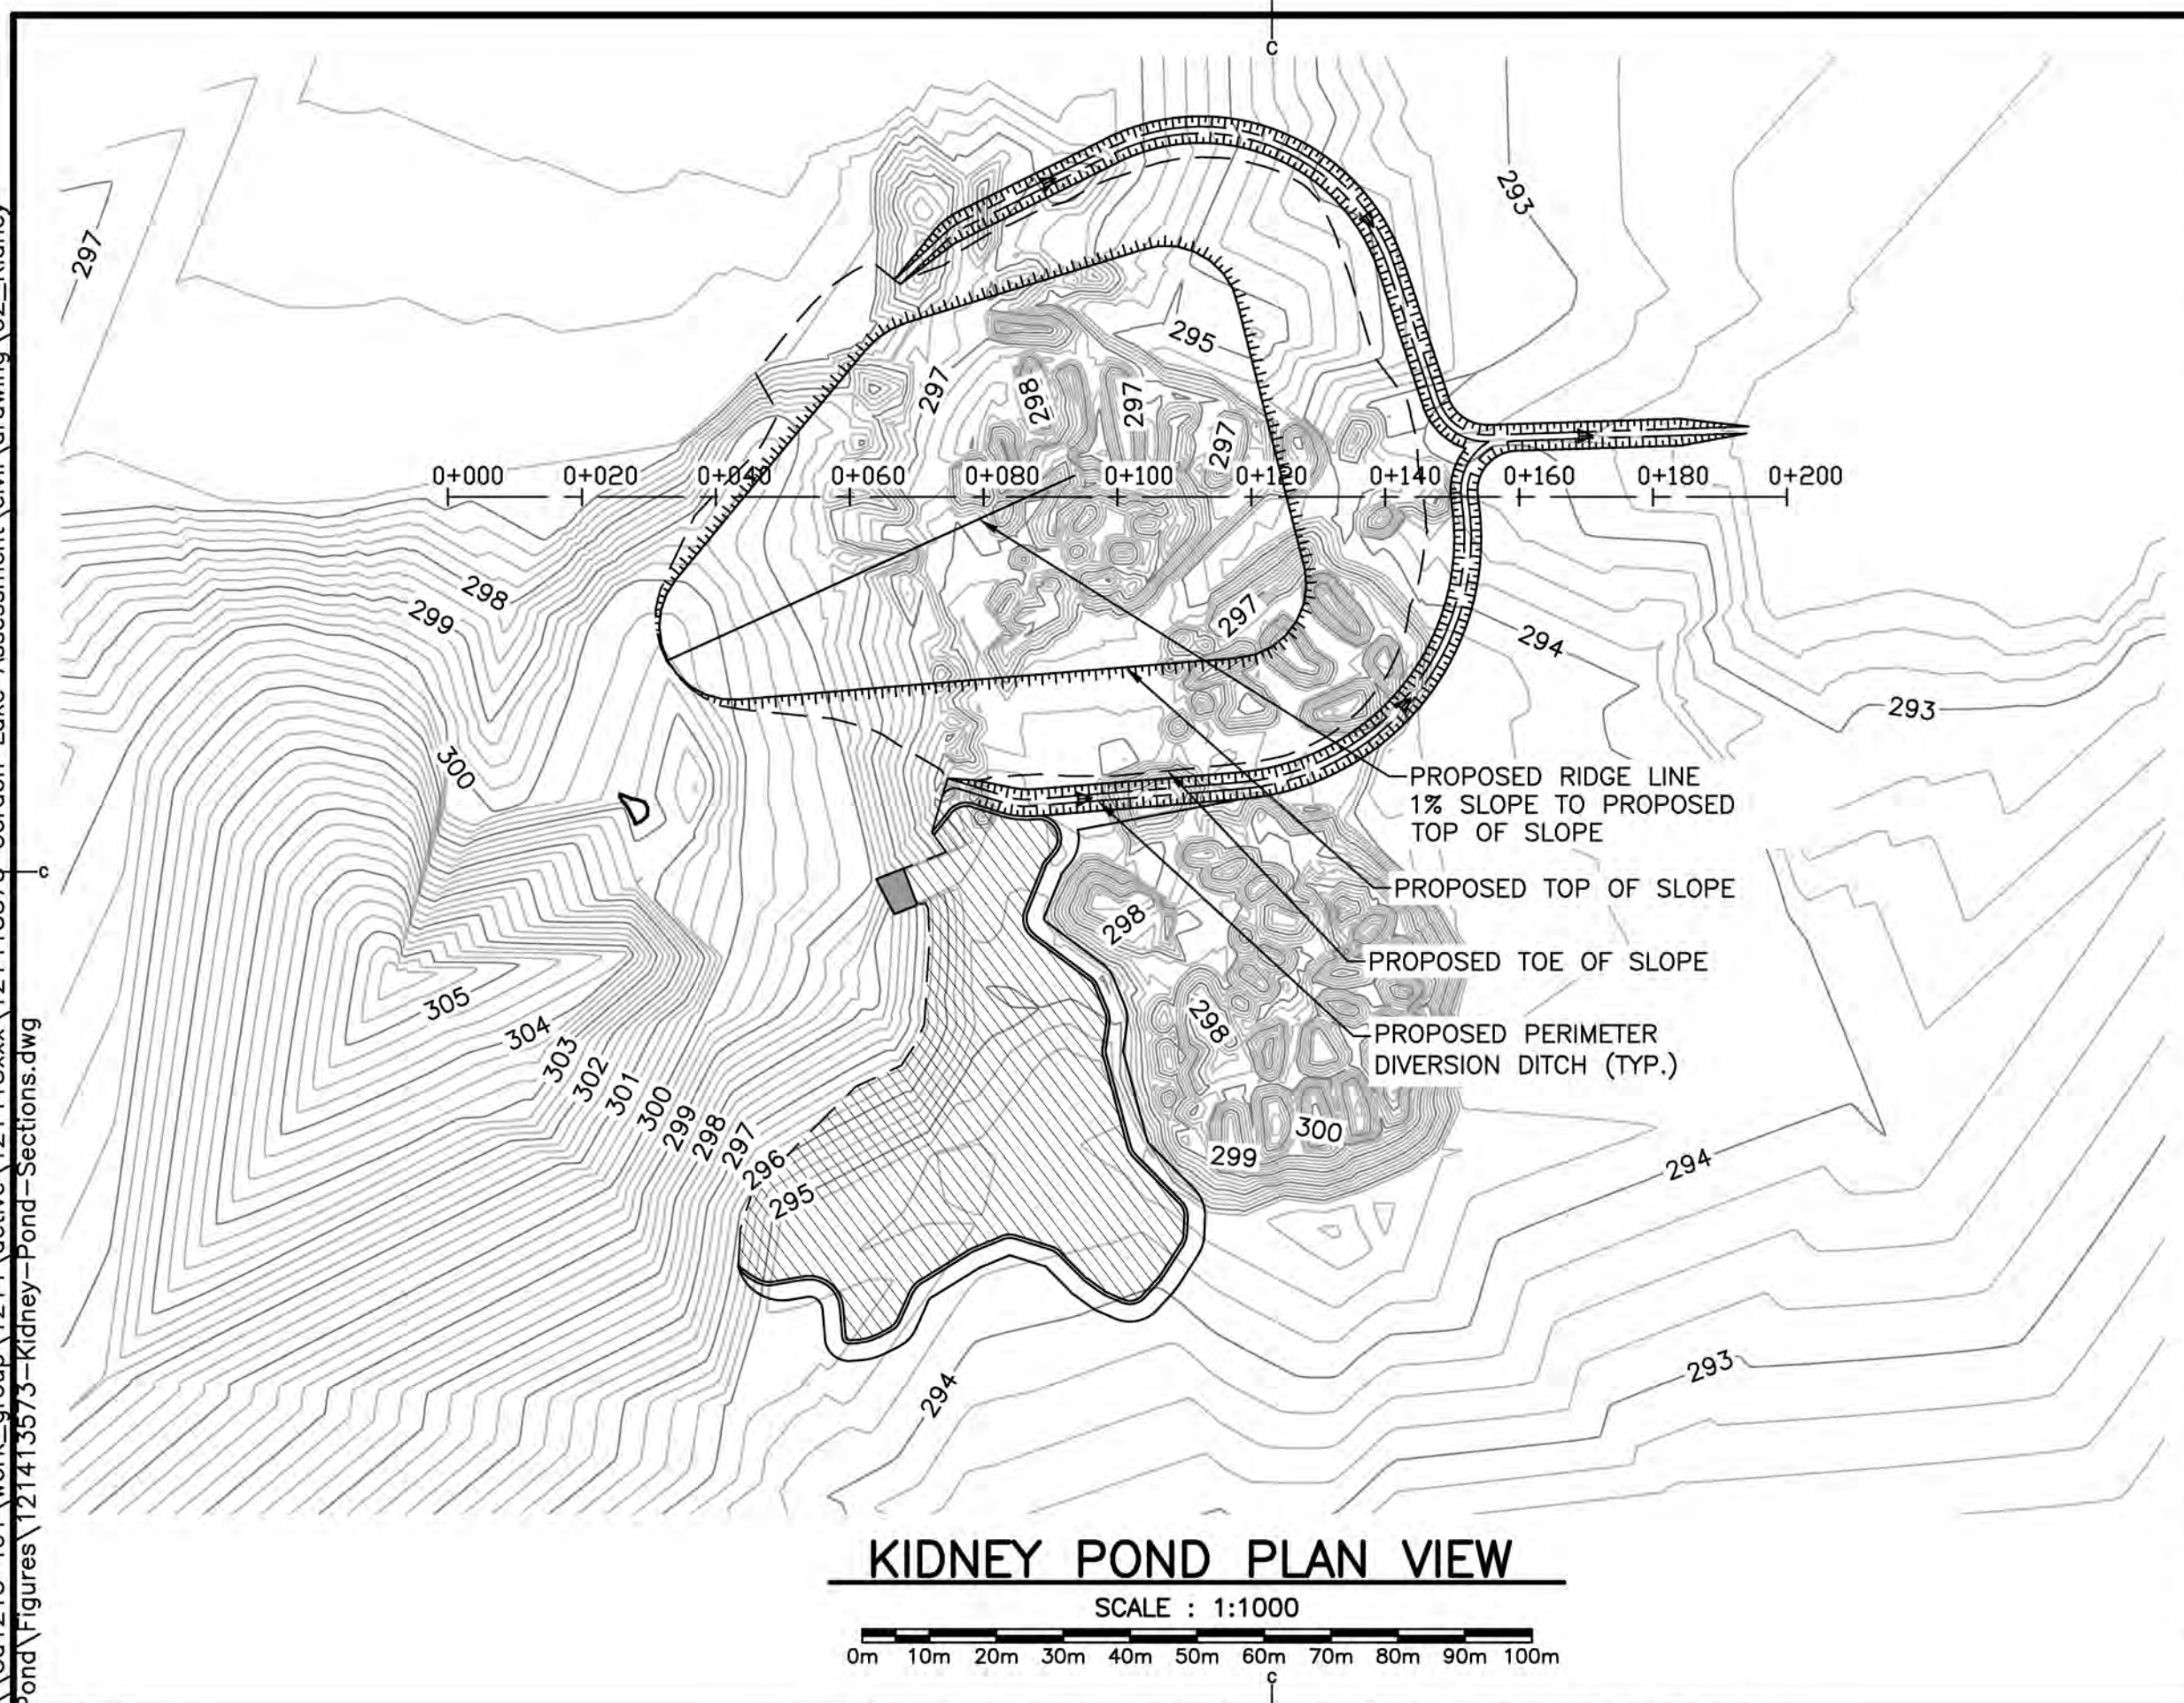 C
297
293
295
297
298
297
297
0+000 0+020 0+040 0+060 0+080 0+100 0+120 0+140 0+160 0+180 0+200
298
299
297
294
293
300
PROPOSED RIDGE LINE
1% SLOPE TO PROPOSED
TOP OF SLOPE
C
PROPOSED TOP OF SLOPE
298
PROPOSED TOE OF SLOPE
305
298
304
PROPOSED PERIMETER
DIVERSION DITCH (TYP.)
303
302
301
300
299
298
297
296
295
300
299
294
293
294
Pond\Figures\121413573-Kidney-Pond-Sections.dwg
KIDNEY POND PLAN VIEW
SCALE : 1:1000
0m 10m 20m 30m 40m 50m 60m 70m 80m 90m 100m
C